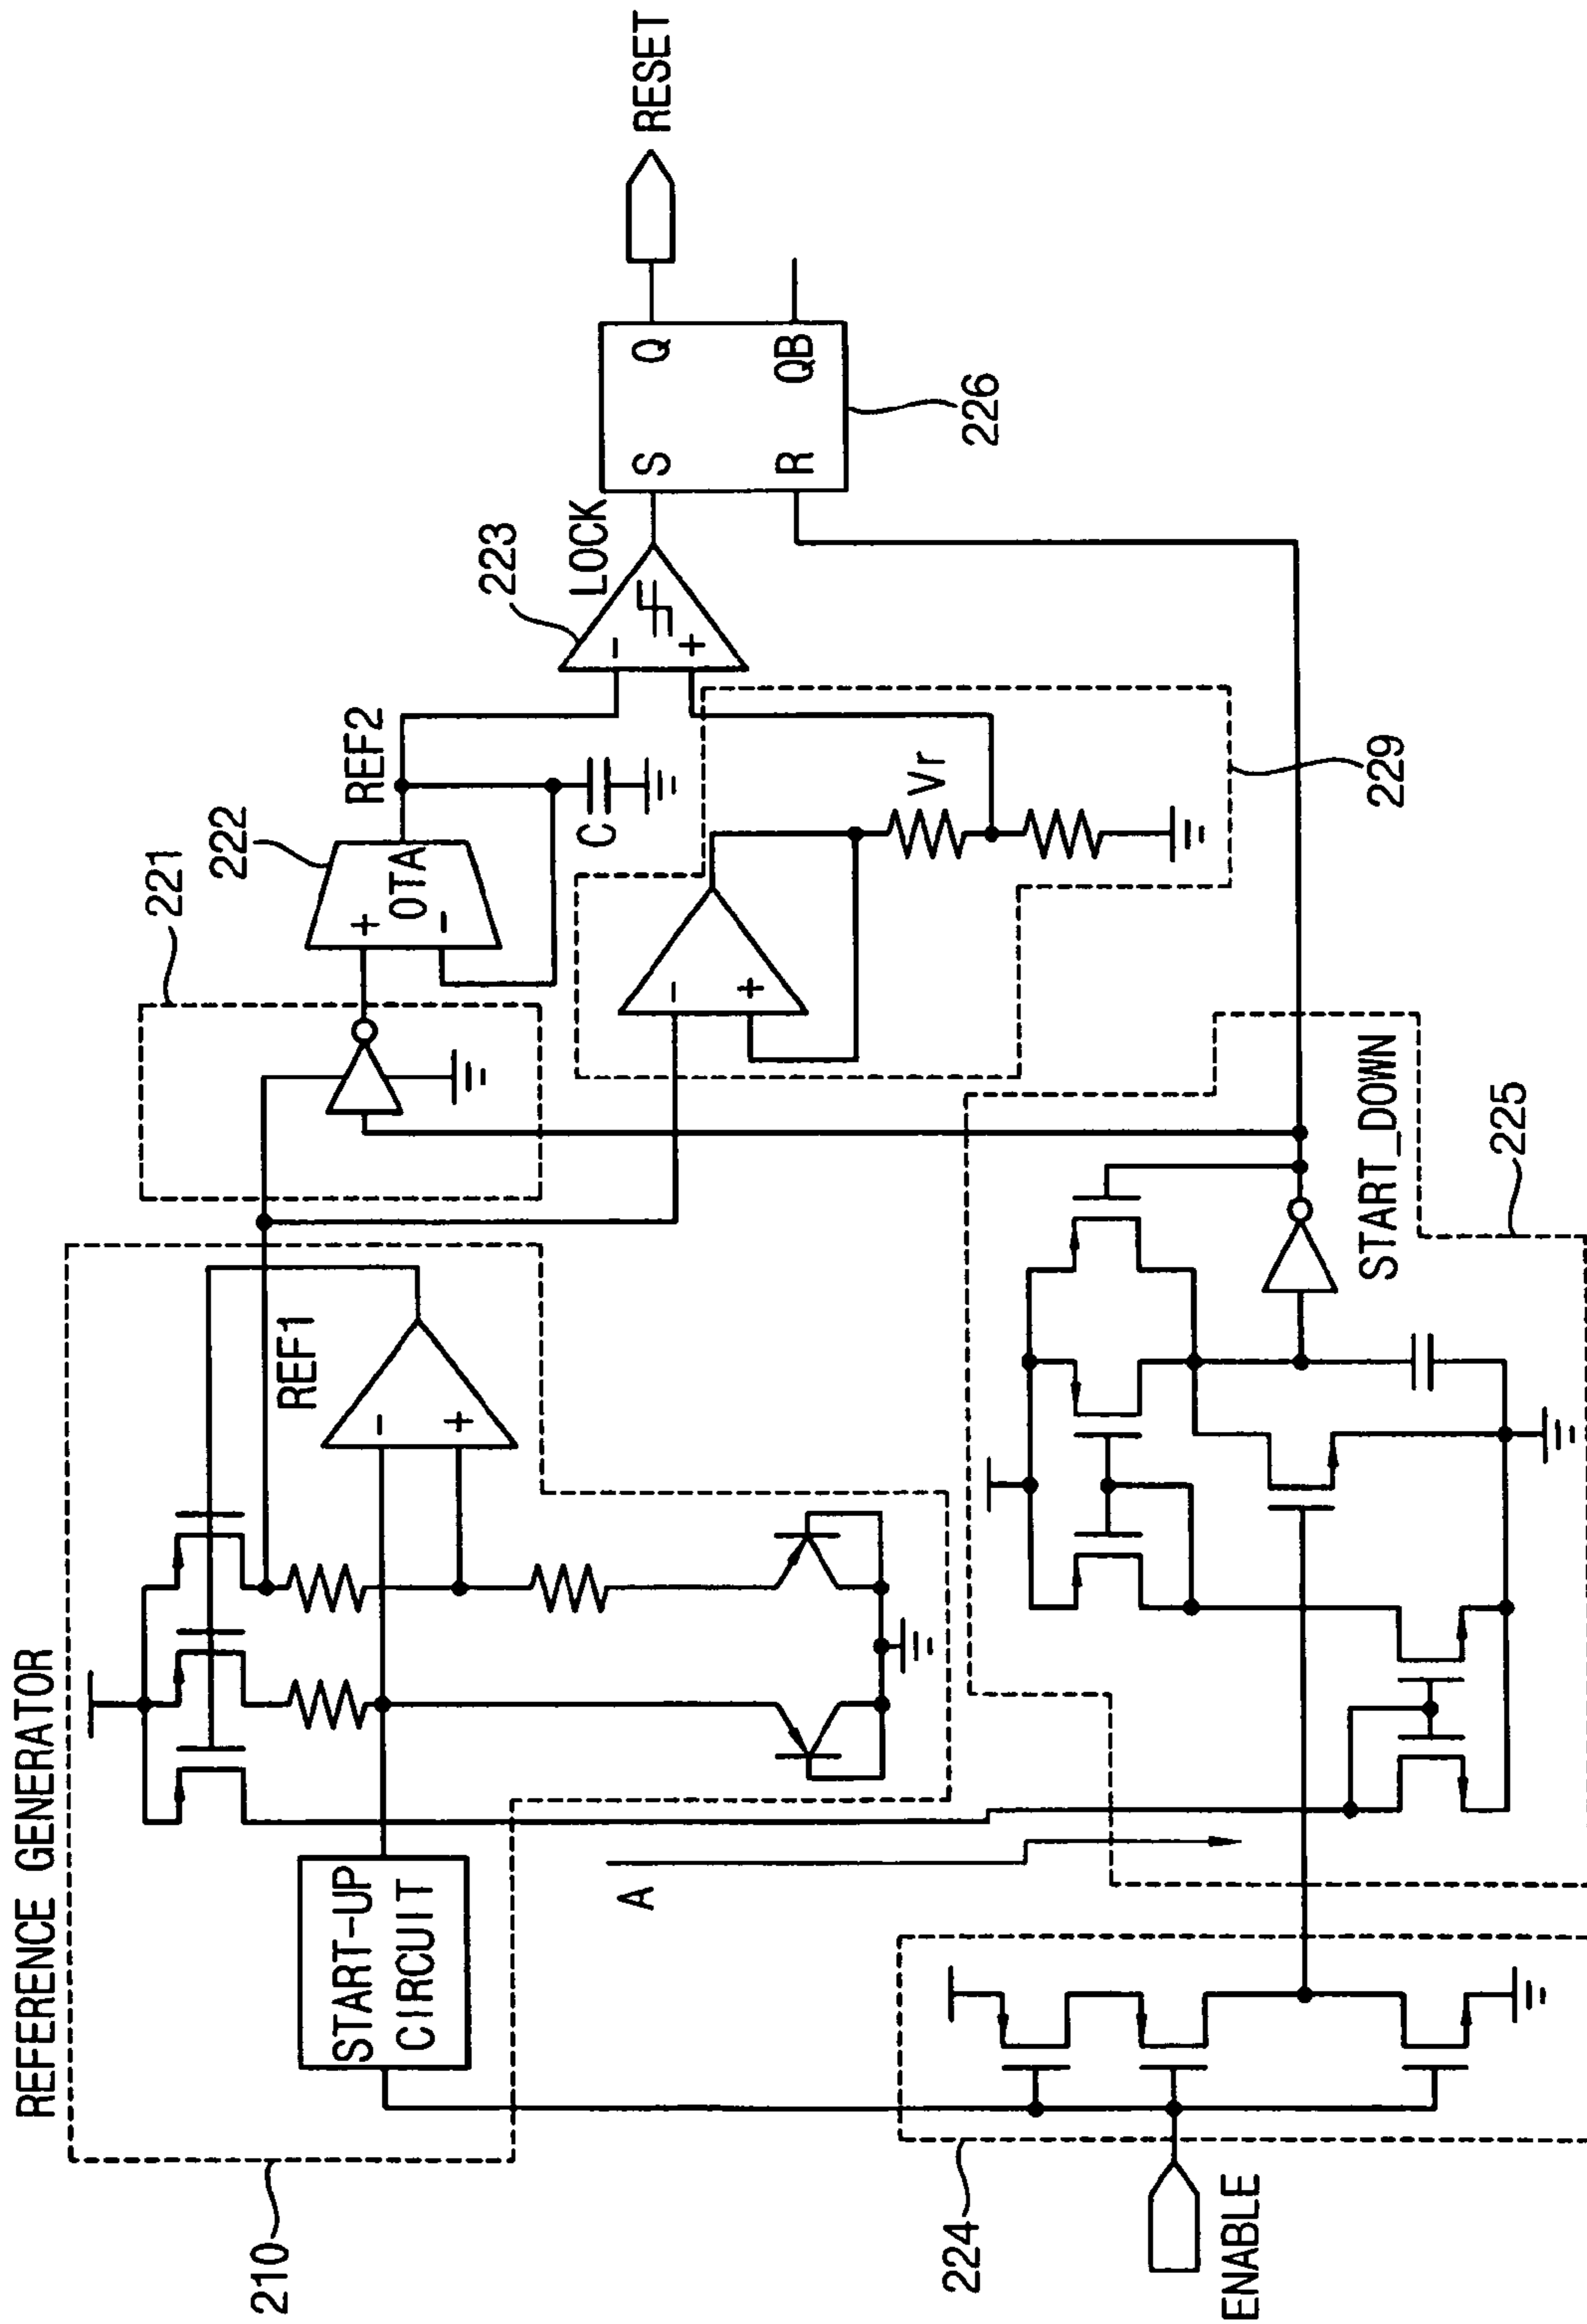 REFERENCE GENERATOR
210
START-UP
CIRCUIT
REF1
-
+
221
222
+
OTA
-
REF2
C
223
LOCK
-
+
S
Q
R
QB
RESET
226
-
+
Vr
229
A
224
ENABLE
START_DOWN
225